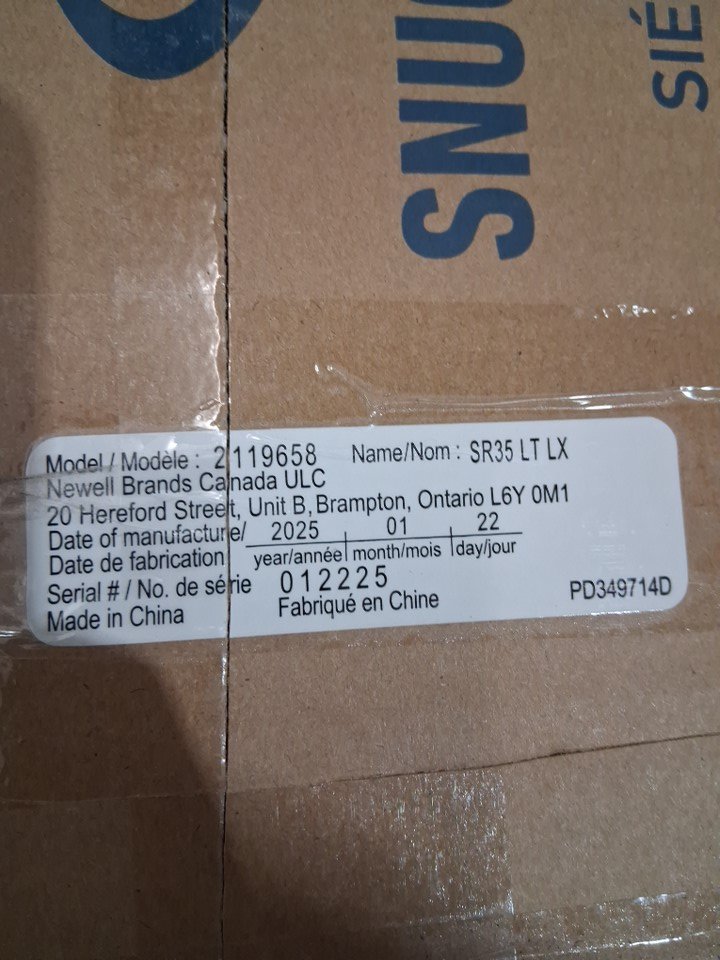 SNUG
SIÉ
Model / Modèle : 2119658 Name/Nom : SR35 LT LX
Newell Brands Canada ULC
20 Hereford Street, Unit B, Brampton, Ontario L6Y 0M1
Date of manufacture/ 2025 | 01 | 22
Date de fabrication year/année | month/mois | day/jour
Serial # / No. de série 012225
Made in China Fabriqué en Chine PD349714D